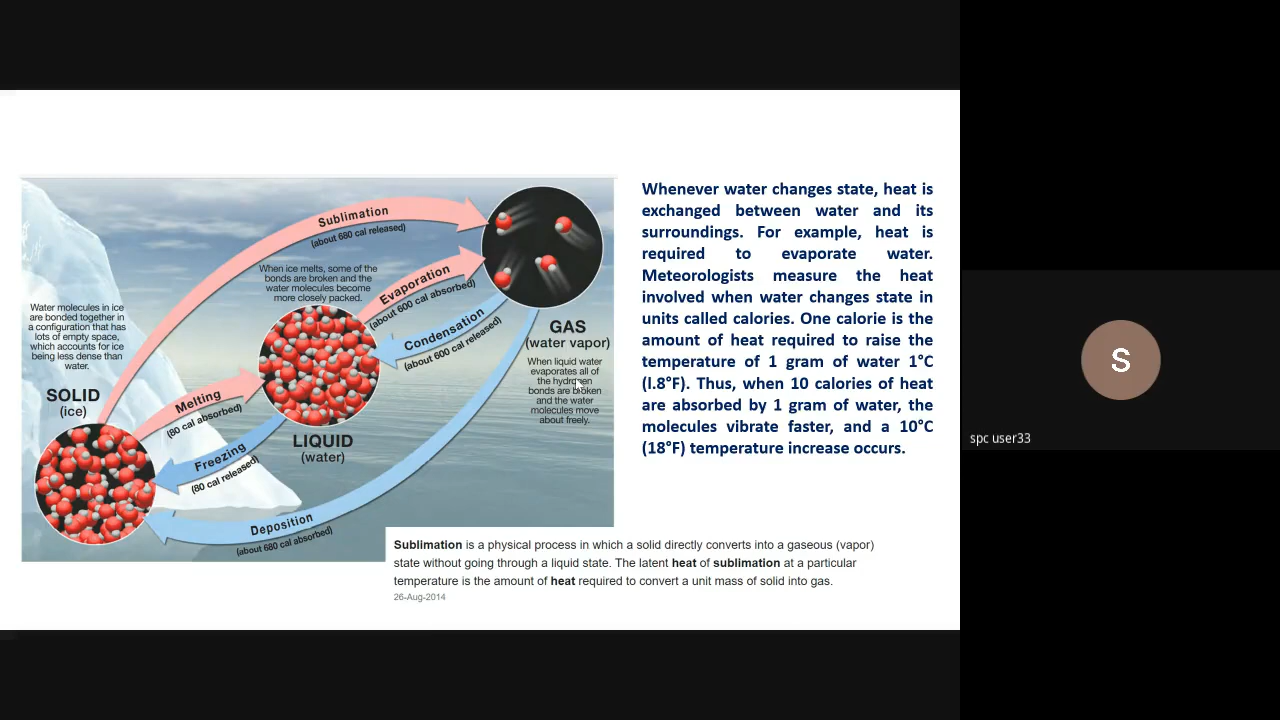 Sublimation
(about 680 cal released)
When ice melts, some of the
bonds are broken and the
water molecules become
more closely packed.
Evaporation
(about 600 cal absorbed)
Condensation
(about 600 cal released)
GAS
(water vapor)
When liquid water
evaporates all of
the hydrogen
bonds are broken
and the water
molecules move
about freely.
Water molecules in ice
are bonded together in
a configuration that has
lots of empty space,
which accounts for ice
being less dense than
water.
SOLID
(ice)
Melting
(80 cal absorbed)
LIQUID
(water)
Freezing
(80 cal released)
Deposition
(about 680 cal absorbed)
Whenever water changes state, heat is
exchanged between water and its
surroundings. For example, heat is
required to evaporate water.
Meteorologists measure the heat
involved when water changes state in
units called calories. One calorie is the
amount of heat required to raise the
temperature of 1 gram of water 1°C
(l.8°F). Thus, when 10 calories of heat
are absorbed by 1 gram of water, the
molecules vibrate faster, and a 10°C
(18°F) temperature increase occurs.
Sublimation is a physical process in which a solid directly converts into a gaseous (vapor)
state without going through a liquid state. The latent heat of sublimation at a particular
temperature is the amount of heat required to convert a unit mass of solid into gas.
26-Aug-2014
S
spc user33